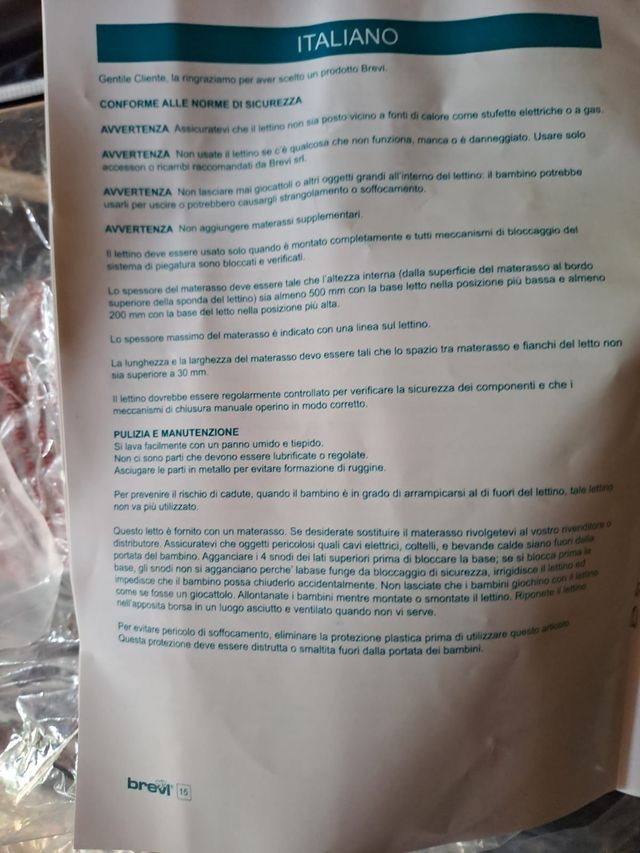 ITALIANO
Gentile Cliente, la ringraziamo per aver scelto un prodotto Brevi.
CONFORME ALLE NORME DI SICUREZZA
AVVERTENZA Assicuratevi che il lettino non sia posto vicino a fonti di calore come stufette elettriche o a gas.
AVVERTENZA Non usate il lettino se c'è qualcosa che non funziona, manca o è danneggiato. Usare solo
accessori o ricambi raccomandati da Brevi srl.
AVVERTENZA Non lasciare mai giocattoli o altri oggetti grandi all'interno del lettino: il bambino potrebbe
usarli per uscire o potrebbero causargli strangolamento o soffocamento.
AVVERTENZA Non aggiungere materassi supplementari.
Il lettino deve essere usato solo quando è montato completamente e tutti meccanismi di bloccaggio del
sistema di piegatura sono bloccati e verificati.
Lo spessore del materasso deve essere tale che l'altezza interna (dalla superficie del materasso al bordo
superiore della sponda del lettino) sia almeno 500 mm con la base letto nella posizione più bassa e almeno
200 mm con la base del letto nella posizione più alta.
Lo spessore massimo del materasso è indicato con una linea sul lettino.
La lunghezza e la larghezza del materasso devo essere tali che lo spazio tra materasso e fianchi del letto non
sia superiore a 30 mm.
Il lettino dovrebbe essere regolarmente controllato per verificare la sicurezza dei componenti e che i
meccanismi di chiusura manuale operino in modo corretto.
PULIZIA E MANUTENZIONE
Si lava facilmente con un panno umido e tiepido.
Non ci sono parti che devono essere lubrificate o regolate.
Asciugare le parti in metallo per evitare formazione di ruggine.
Per prevenire il rischio di cadute, quando il bambino è in grado di arrampicarsi al di fuori del lettino, tale lettino
non va più utilizzato.
Questo letto è fornito con un materasso. Se desiderate sostituire il materasso rivolgetevi al vostro rivenditore o
distributore. Assicuratevi che oggetti pericolosi quali cavi elettrici, coltelli, e bevande calde siano fuori dalla
portata del bambino. Agganciare i 4 snodi dei lati superiori prima di bloccare la base; se si blocca prima la
base, gli snodi non si agganciano perche' labase funge da bloccaggio di sicurezza, irrigidisce il lettino ed
impedisce che il bambino possa chiuderlo accidentalmente. Non lasciate che i bambini giochino con il lettino
come se fosse un giocattolo. Allontanate i bambini mentre montate o smontate il lettino. Riponete il lettino
nell'apposita borsa in un luogo asciutto e ventilato quando non vi serve.
Per evitare pericolo di soffocamento, eliminare la protezione plastica prima di utilizzare questo articolo.
Questa protezione deve essere distrutta o smaltita fuori dalla portata dei bambini.
brevi 15